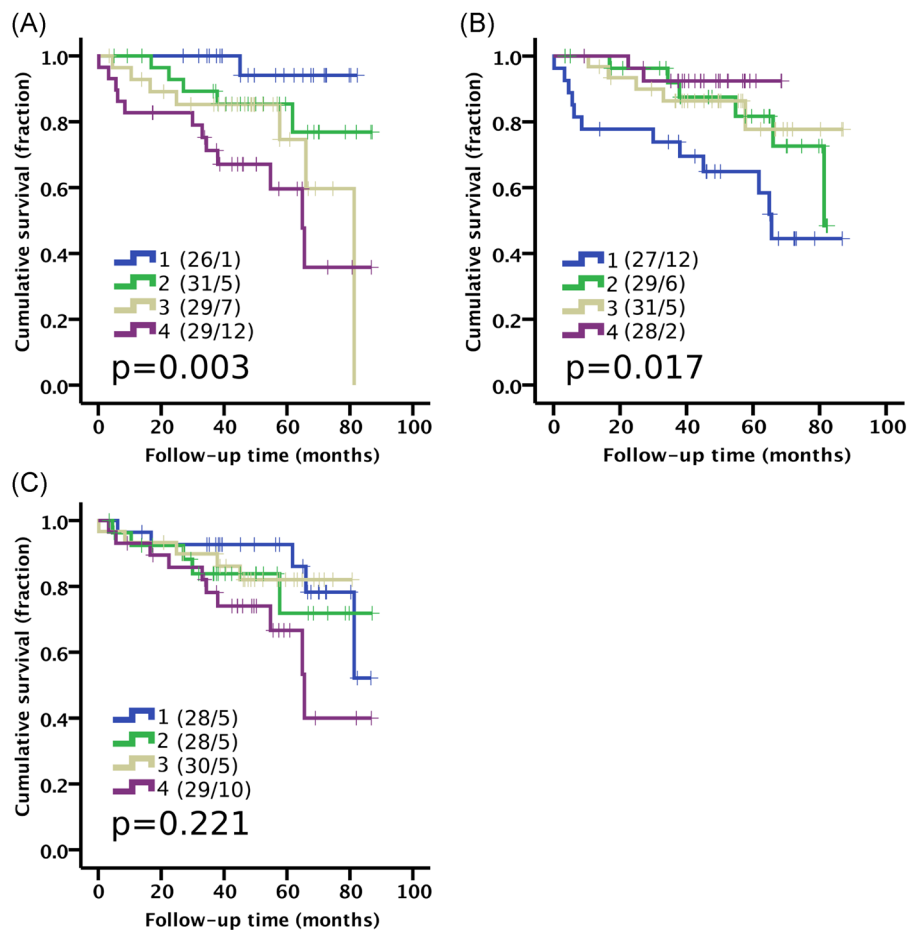 (A)
1.0
0.8
0.6
0.4
0.2
0.0
Cumulative survival (fraction)
1 (26/1)
2 (31/5)
3 (29/7)
4 (29/12)
p=0.003
0 20 40 60 80 100
Follow-up time (months)
(B)
1.0
0.8
0.6
0.4
0.2
0.0
Cumulative survival (fraction)
1 (27/12)
2 (29/6)
3 (31/5)
4 (28/2)
p=0.017
0 20 40 60 80 100
Follow-up time (months)
(C)
1.0
0.8
0.6
0.4
0.2
0.0
Cumulative survival (fraction)
1 (28/5)
2 (28/5)
3 (30/5)
4 (29/10)
p=0.221
0 20 40 60 80 100
Follow-up time (months)